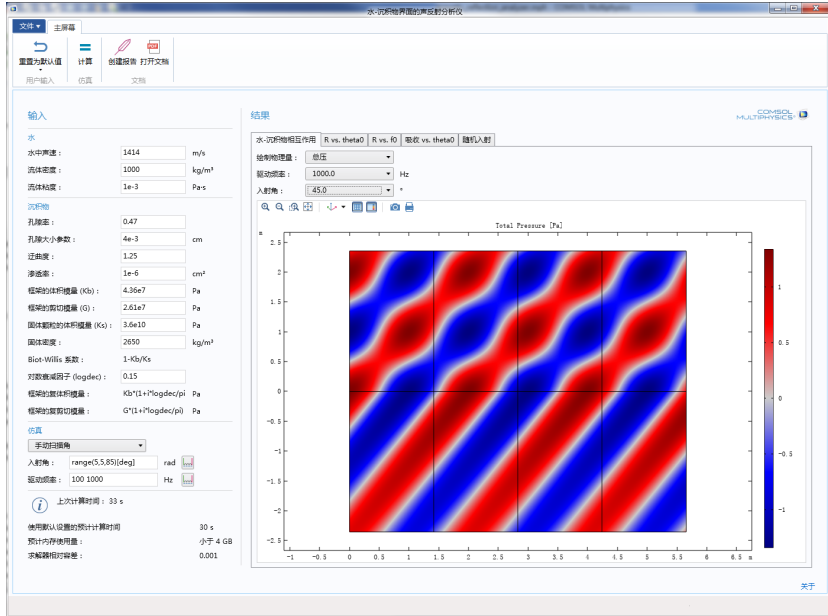 水-沉积物界面的声反射分析仪
文件 主屏幕
重置为默认值 计算 创建报告 打开文档
用户输入 仿真 文档
输入
水
水中声速： 1414 m/s
流体密度： 1000 kg/m³
流体粘度： 1e-3 Pa·s
沉积物
孔隙率： 0.47
孔隙大小参数： 4e-3 cm
迂曲度： 1.25
渗透率： 1e-6 cm²
框架的体积模量 (Kb)： 4.36e7 Pa
框架的剪切模量 (G)： 2.61e7 Pa
固体颗粒的体积模量 (Ks)： 3.6e10 Pa
固体密度： 2650 kg/m³
Biot-Willis 系数： 1-Kb/Ks
对数衰减因子 (logdec)： 0.15
框架的复体积模量： Kb*(1+i*logdec/pi Pa
框架的复剪切模量： G*(1+i*logdec/pi) Pa
仿真
手动扫描角
入射角： range(5,5,85)[deg] rad
驱动频率： 100 1000 Hz
上次计算时间： 33 s
使用默认设置的预计计算时间 30 s
预计内存使用量： 小于 4 GB
求解器相对容差： 0.001
结果
COMSOL
MULTIPHYSICS®
水-沉积物相互作用 R vs. theta0 R vs. f0 吸收 vs. theta0 随机入射
绘制物理量： 总压
驱动频率： 1000.0 Hz
入射角： 45.0 °
Total Pressure [Pa]
m
2.5
2
1.5
1
0.5
0
-0.5
-1
-1.5
-2
-2.5
-1 -0.5 0 0.5 1 1.5 2 2.5 3 3.5 4 4.5 5 5.5 6 6.5 m
1
0.5
0
-0.5
-1
关于